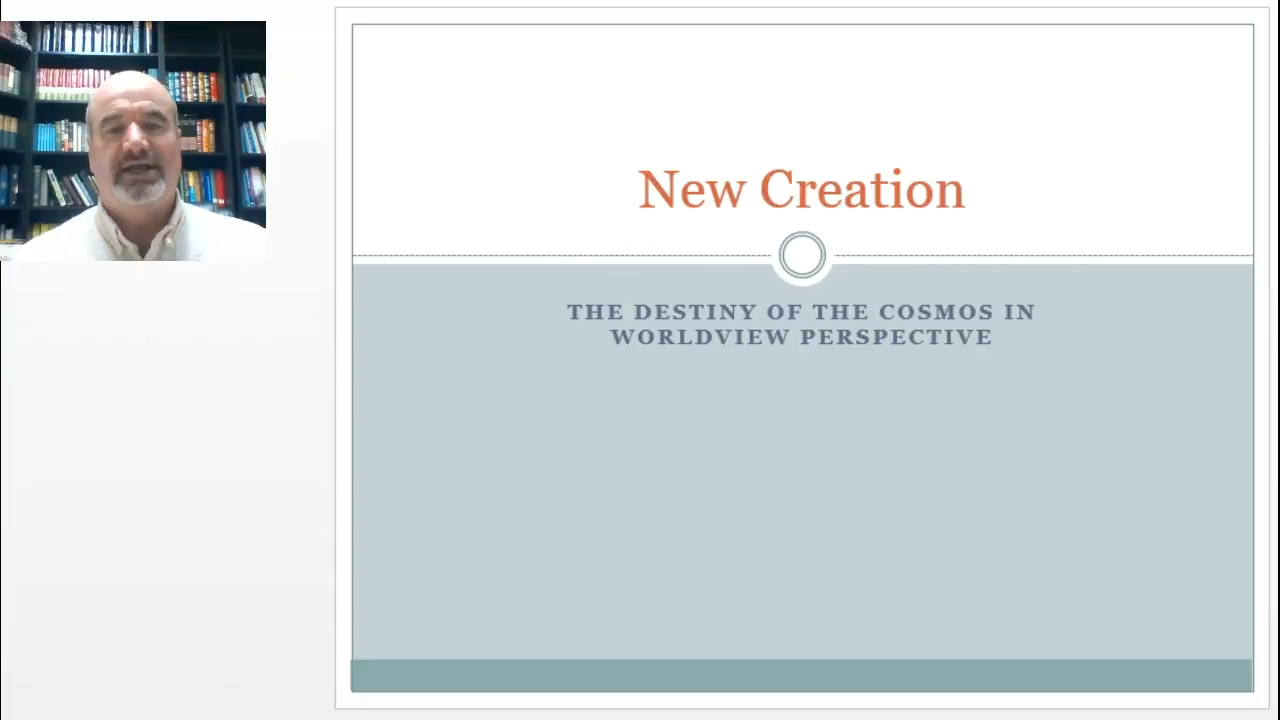 New Creation
THE DESTINY OF THE COSMOS IN
WORLDVIEW PERSPECTIVE